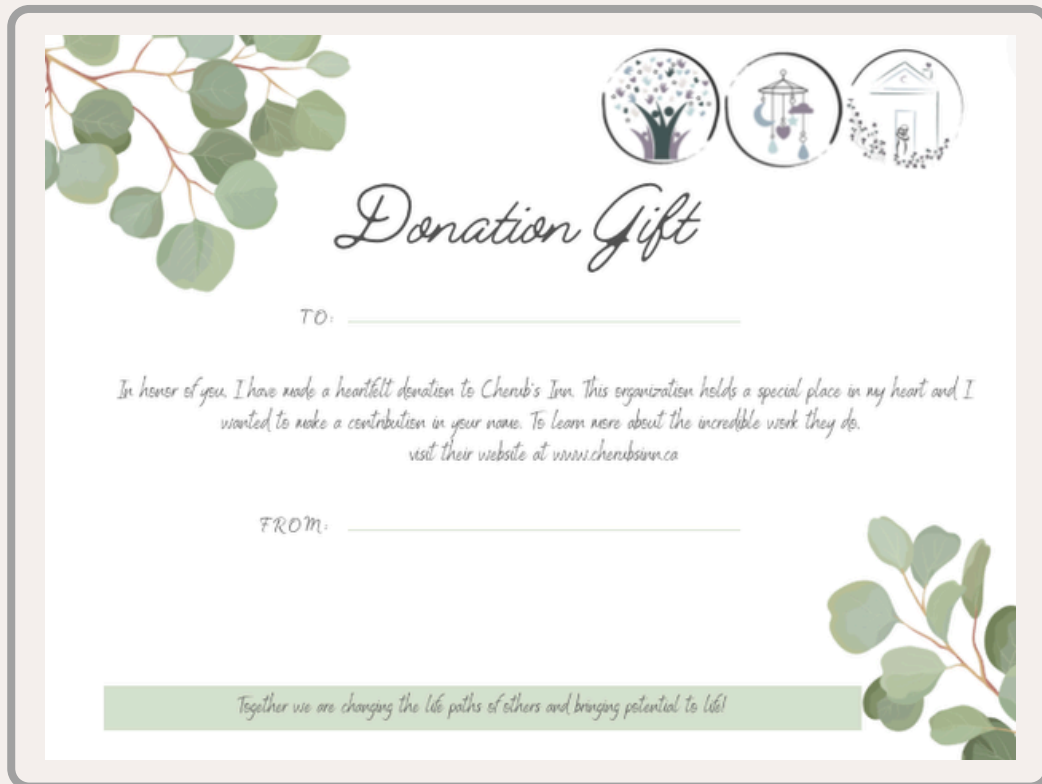 Donation Gift
TO:
In honor of you, I have made a heartfelt donation to Cherub's Inn. This organization holds a special place in my heart and I
wanted to make a contribution in your name. To learn more about the incredible work they do.
visit their website at www.cherubsinn.ca
FROM:
Together we are changing the life paths of others and bringing potential to life!